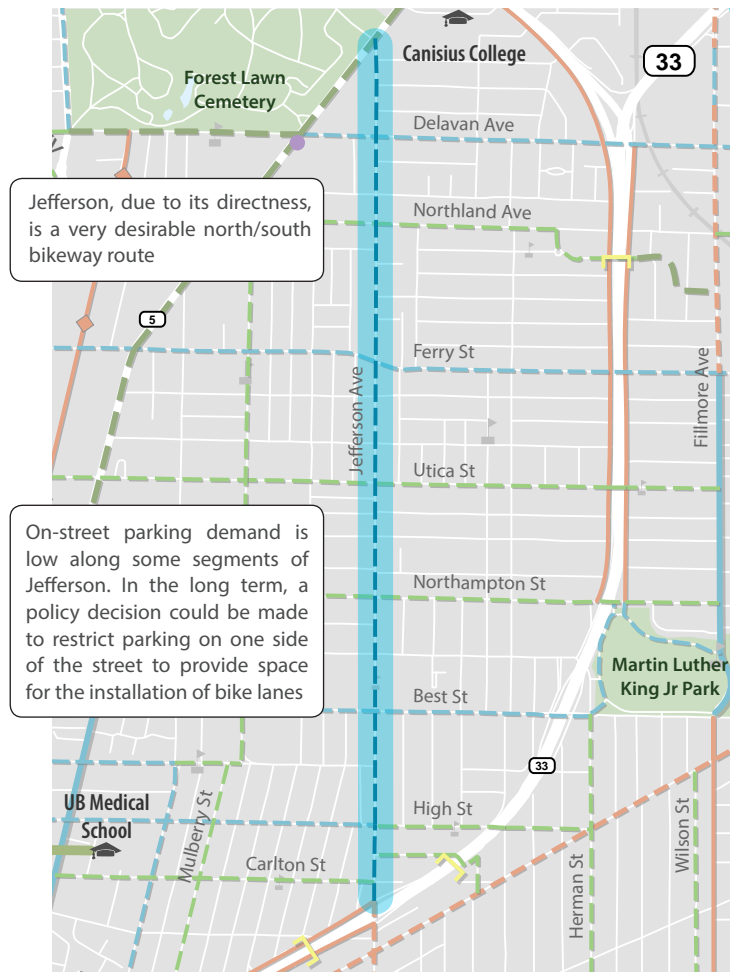 Canisius College
33
Forest Lawn
Cemetery
Delavan Ave
Jefferson, due to its directness,
is a very desirable north/south
bikeway route
Northland Ave
5
Ferry St
Jefferson Ave
Fillmore Ave
Utica St
On-street parking demand is
low along some segments of
Jefferson. In the long term, a
policy decision could be made
to restrict parking on one side
of the street to provide space
for the installation of bike lanes
Northampton St
Martin Luther
King Jr Park
Best St
33
UB Medical
School
Mulberry St
High St
Carlton St
Herman St
Wilson St